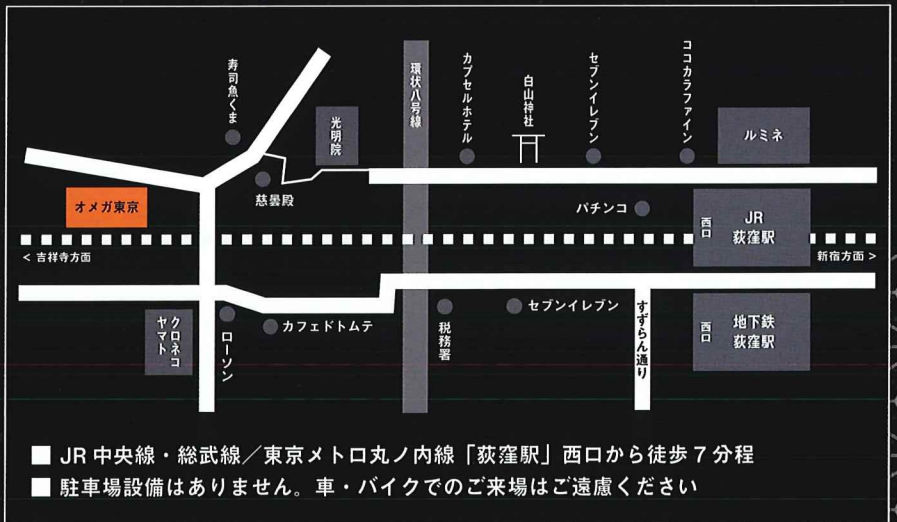 寿司魚くま
光明院
環状八号線
カプセルホテル
白山神社
セブンイレブン
ココカラファイン
ルミネ
オメガ東京
慈曇殿
パチンコ
西口
JR
荻窪駅
< 吉祥寺方面
新宿方面 >
クロネコ
ヤマト
ローソン
カフェドトムテ
税務署
セブンイレブン
すずらん通り
西口
地下鉄
荻窪駅
■ JR 中央線・総武線／東京メトロ丸ノ内線「荻窪駅」西口から徒歩 7 分程
■ 駐車場設備はありません。車・バイクでのご来場はご遠慮ください